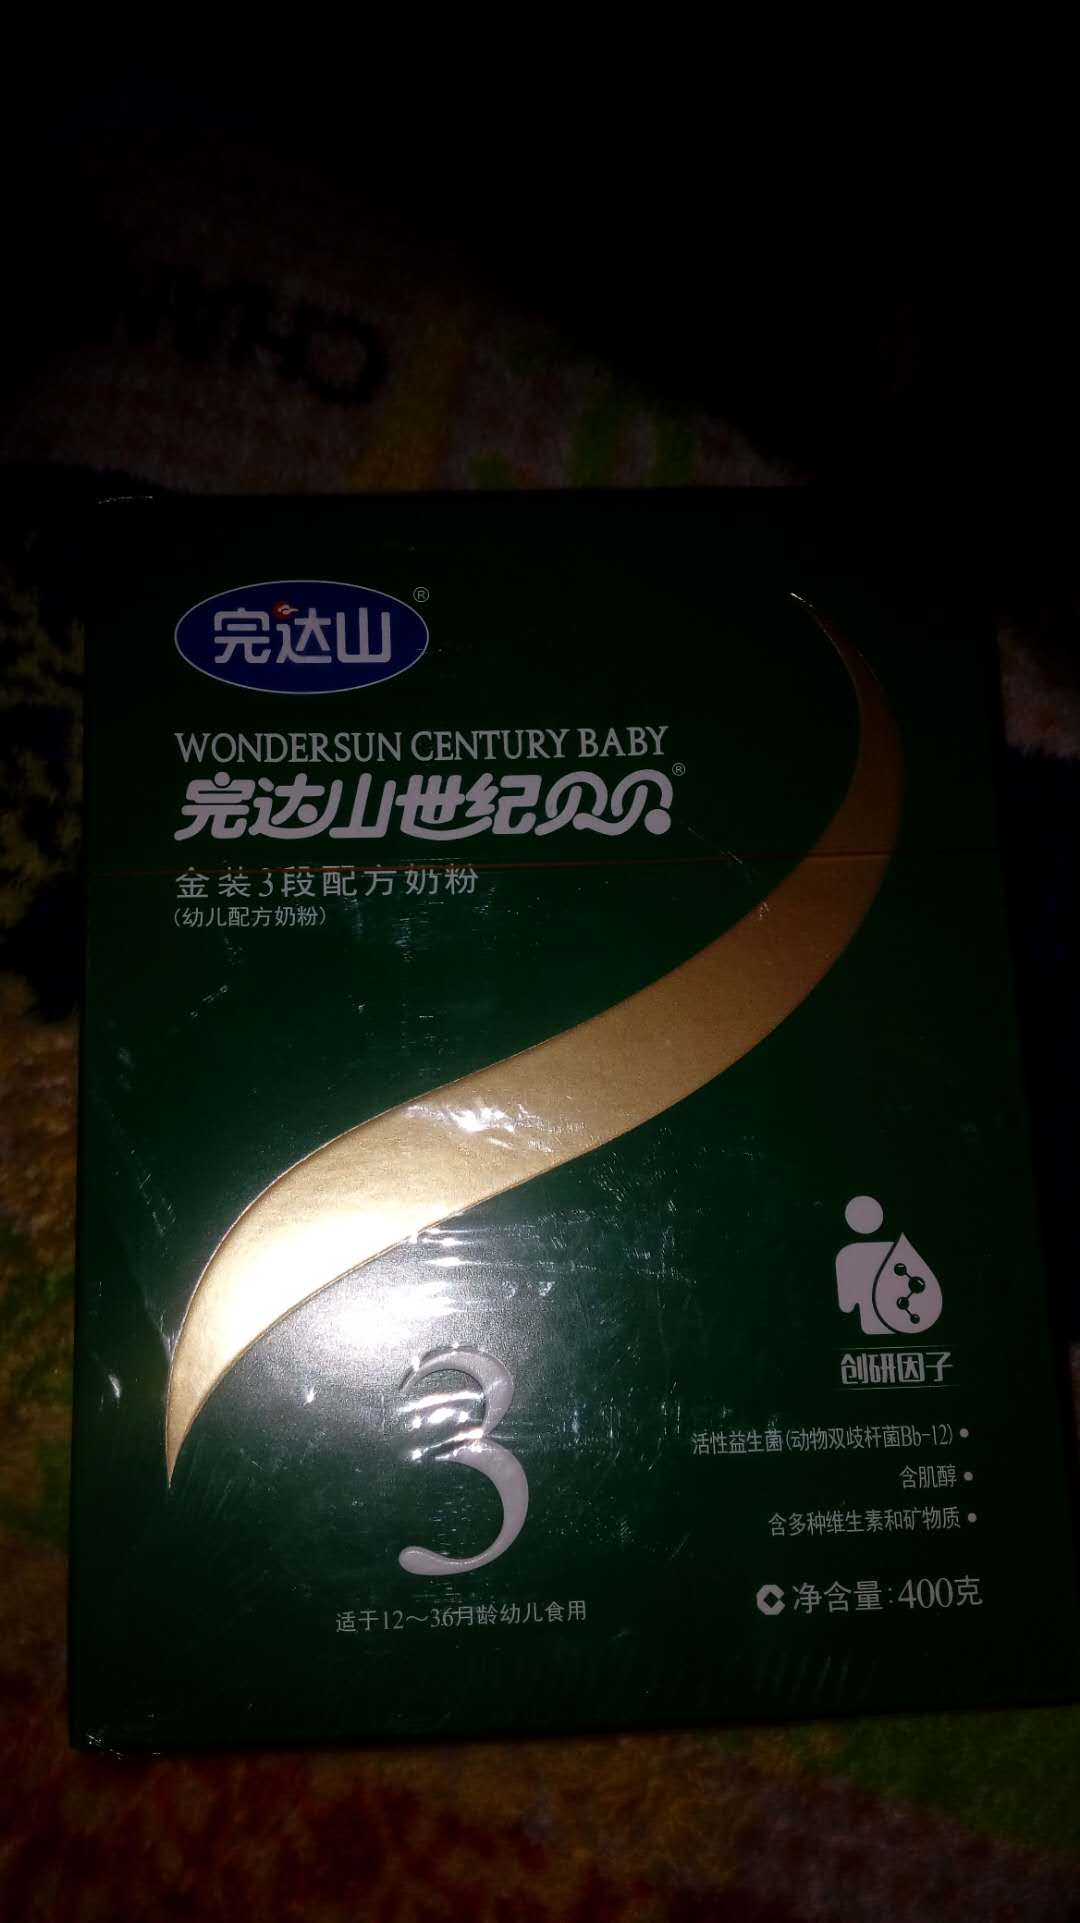 完达山®
WONDERSUN CENTURY BABY
完达山世纪贝贝®
金装3段配方奶粉
(幼儿配方奶粉)
创研因子
活性益生菌(动物双歧杆菌Bb-12)•
含肌醇•
含多种维生素和矿物质•
3
净含量:400克
适于12～36月龄幼儿食用